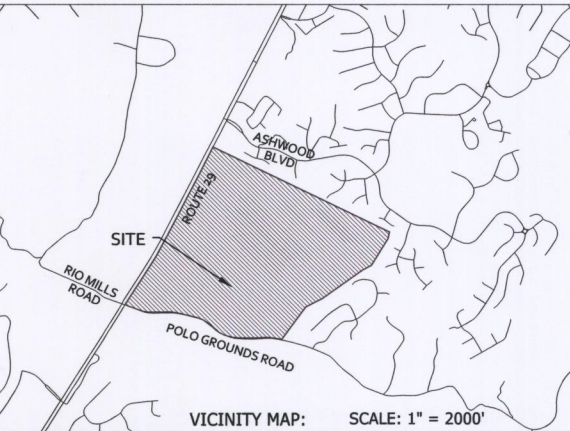 ASHWOOD
BLVD
ROUTE 29
SITE
RIO MILLS
ROAD
POLO GROUNDS ROAD
VICINITY MAP: SCALE: 1" = 2000'